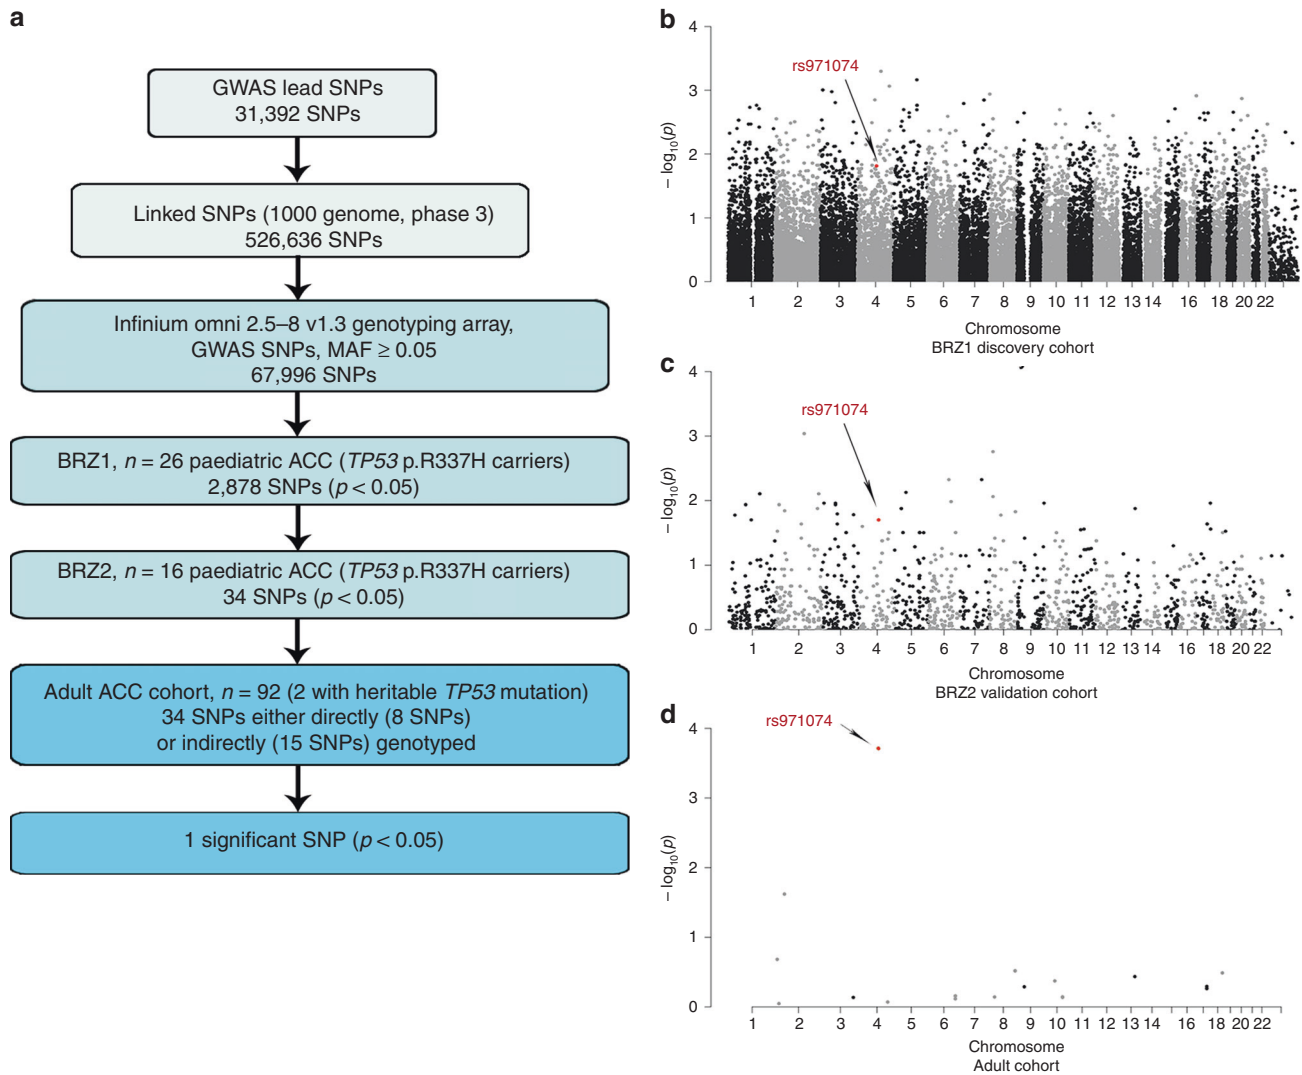 a
GWAS lead SNPs
31,392 SNPs
Linked SNPs (1000 genome, phase 3)
526,636 SNPs
Infinium omni 2.5–8 v1.3 genotyping array,
GWAS SNPs, MAF ≥ 0.05
67,996 SNPs
BRZ1, n = 26 paediatric ACC (TP53 p.R337H carriers)
2,878 SNPs (p < 0.05)
BRZ2, n = 16 paediatric ACC (TP53 p.R337H carriers)
34 SNPs (p < 0.05)
Adult ACC cohort, n = 92 (2 with heritable TP53 mutation)
34 SNPs either directly (8 SNPs)
or indirectly (15 SNPs) genotyped
1 significant SNP (p < 0.05)
b
4
3
2
1
0
– log10(p)
rs971074
1 2 3 4 5 6 7 8 9 10 11 12 13 14 16 18 20 22
Chromosome
BRZ1 discovery cohort
c
4
3
2
1
0
– log10(p)
rs971074
1 2 3 4 5 6 7 8 9 10 11 12 13 14 16 18 20 22
Chromosome
BRZ2 validation cohort
d
4
3
2
1
0
– log10(p)
rs971074
1 2 3 4 5 6 7 8 9 10 11 12 13 14 16 18 20 22
Chromosome
Adult cohort